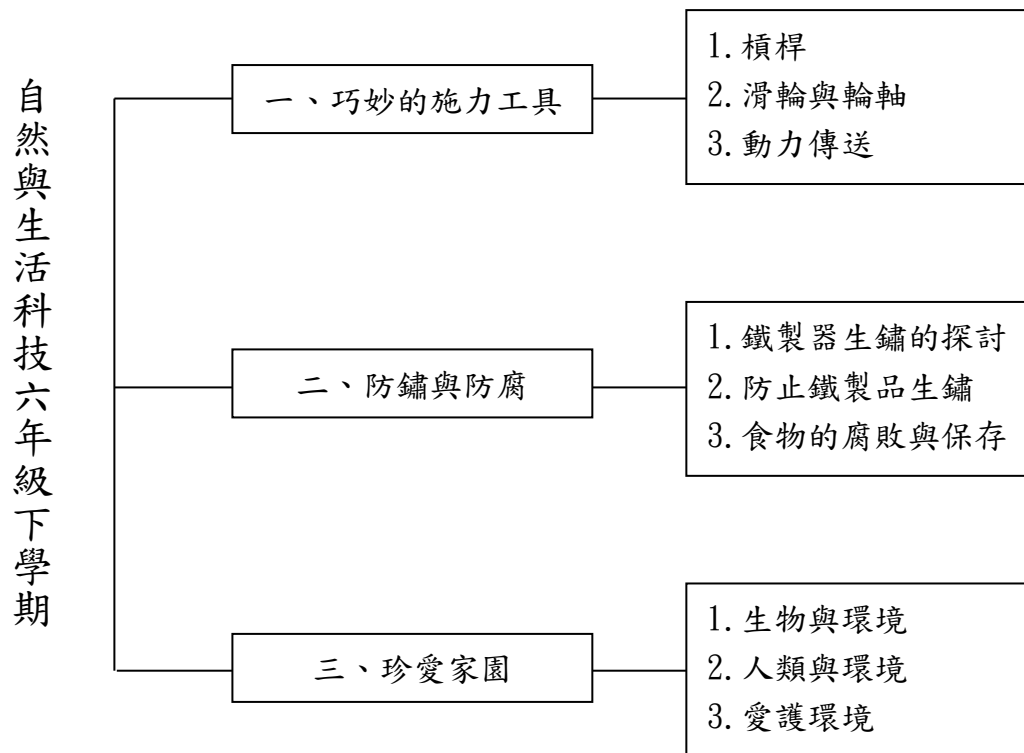 自然與生活科技六年級下學期
一、巧妙的施力工具
1.槓桿
2.滑輪與輪軸
3.動力傳送
二、防鏽與防腐
1.鐵製器生鏽的探討
2.防止鐵製品生鏽
3.食物的腐敗與保存
三、珍愛家園
1.生物與環境
2.人類與環境
3.愛護環境